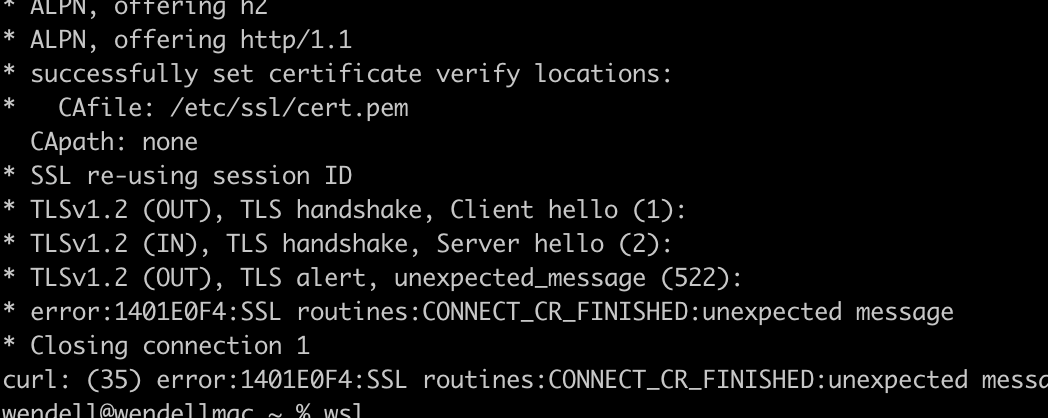 * ALPN, offering h2
* ALPN, offering http/1.1
* successfully set certificate verify locations:
*   CAfile: /etc/ssl/cert.pem
  CApath: none
* SSL re-using session ID
* TLSv1.2 (OUT), TLS handshake, Client hello (1):
* TLSv1.2 (IN), TLS handshake, Server hello (2):
* TLSv1.2 (OUT), TLS alert, unexpected_message (522):
* error:1401E0F4:SSL routines:CONNECT_CR_FINISHED:unexpected message
* Closing connection 1
curl: (35) error:1401E0F4:SSL routines:CONNECT_CR_FINISHED:unexpected messa
wendell@wendellmac ~ % wsl